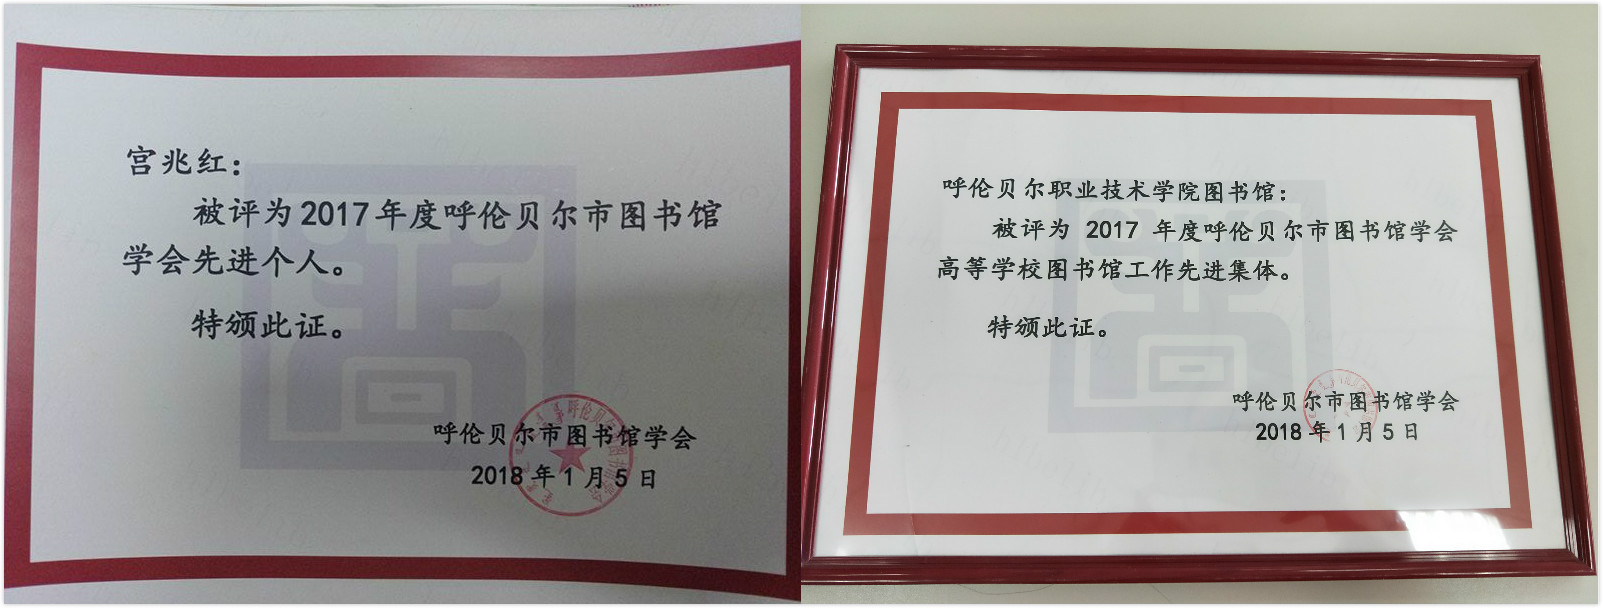 宫兆红：
被评为2017年度呼伦贝尔市图书馆
学会先进个人。
特颁此证。
呼伦贝尔市图书馆学会
2018年1月5日
呼伦贝尔职业技术学院图书馆：
被评为 2017 年度呼伦贝尔市图书馆学会
高等学校图书馆工作先进集体。
特颁此证。
呼伦贝尔市图书馆学会
2018年1月5日